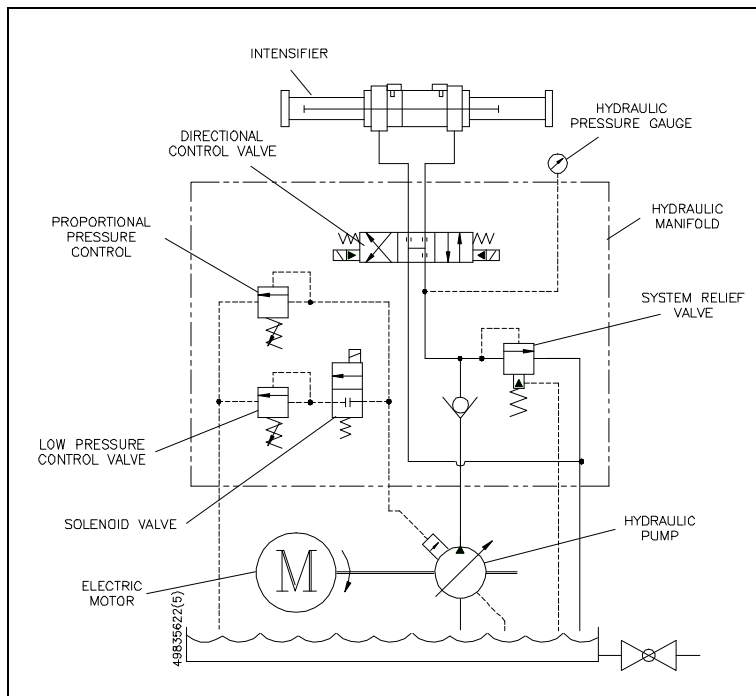 INTENSIFIER
HYDRAULIC
PRESSURE GAUGE
DIRECTIONAL
CONTROL VALVE
PROPORTIONAL
PRESSURE
CONTROL
HYDRAULIC
MANIFOLD
SYSTEM RELIEF
VALVE
LOW PRESSURE
CONTROL VALVE
SOLENOID VALVE
HYDRAULIC
PUMP
ELECTRIC
MOTOR
M
49835622(5)